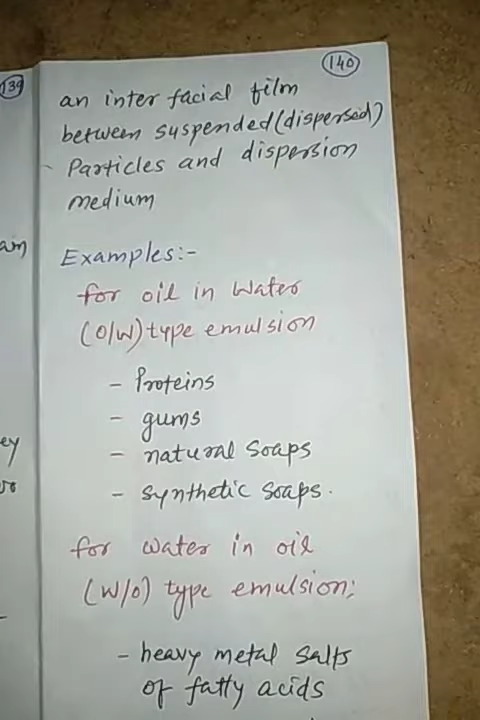 139
am
ey
140
an inter facial film
between suspended (dispersed)
Particles and dispersion
medium
Examples:-
for oil in water
(O/W) type emulsion
- Proteins
- gums
- natural soaps
- synthetic soaps.
for water in oil
(W/O) type emulsion:
- heavy metal salts
of fatty acids